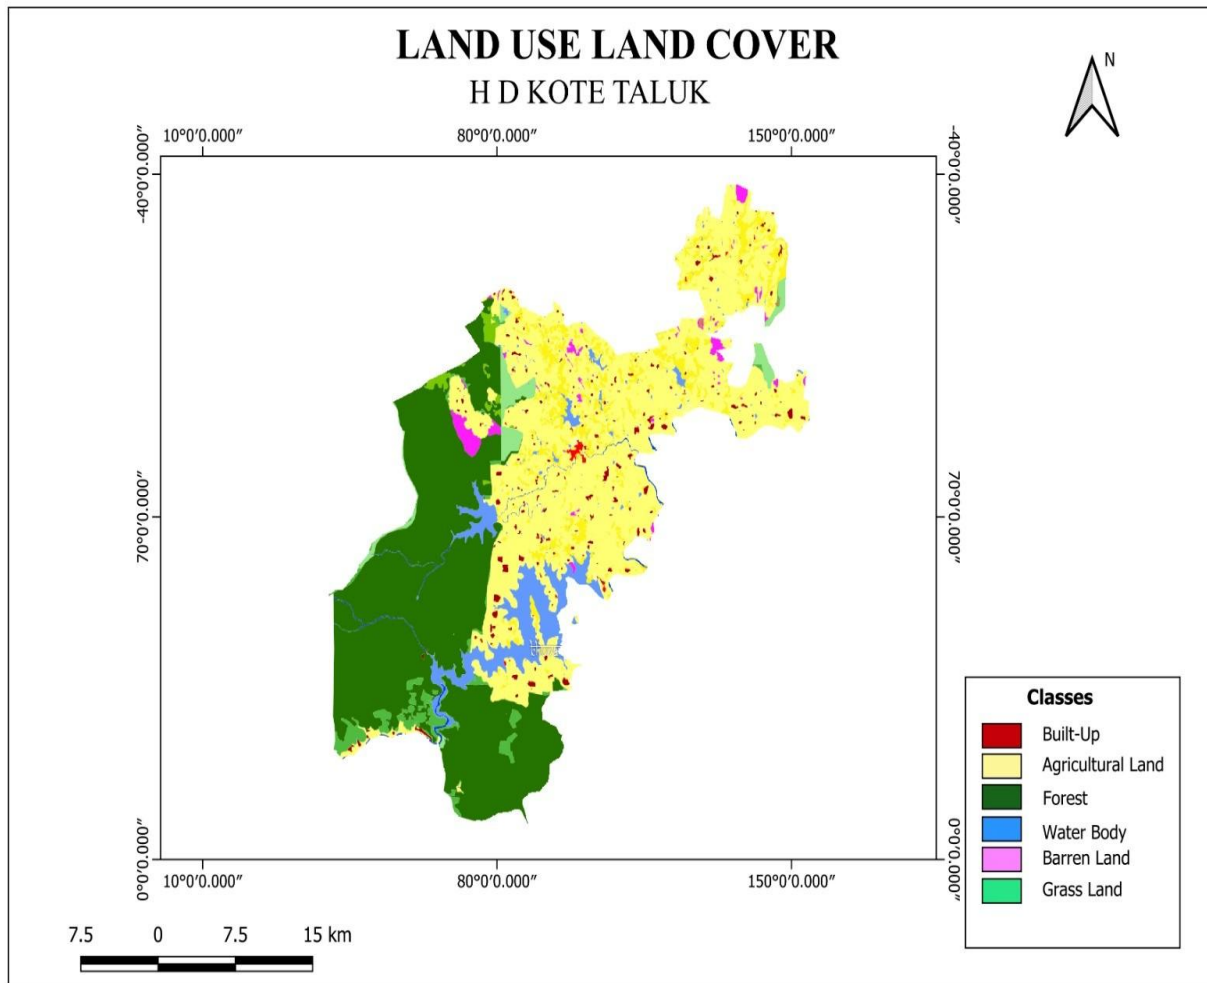 LAND USE LAND COVER
H D KOTE TALUK
N
10°0'0.000" 80°0'0.000" 150°0'0.000"
-40°0'0.000" -40°0'0.000"
70°0'0.000" 70°0'0.000"
0°0'0.000" 0°0'0.000"
10°0'0.000" 80°0'0.000" 150°0'0.000"
Classes
Built-Up
Agricultural Land
Forest
Water Body
Barren Land
Grass Land
7.5 0 7.5 15 km